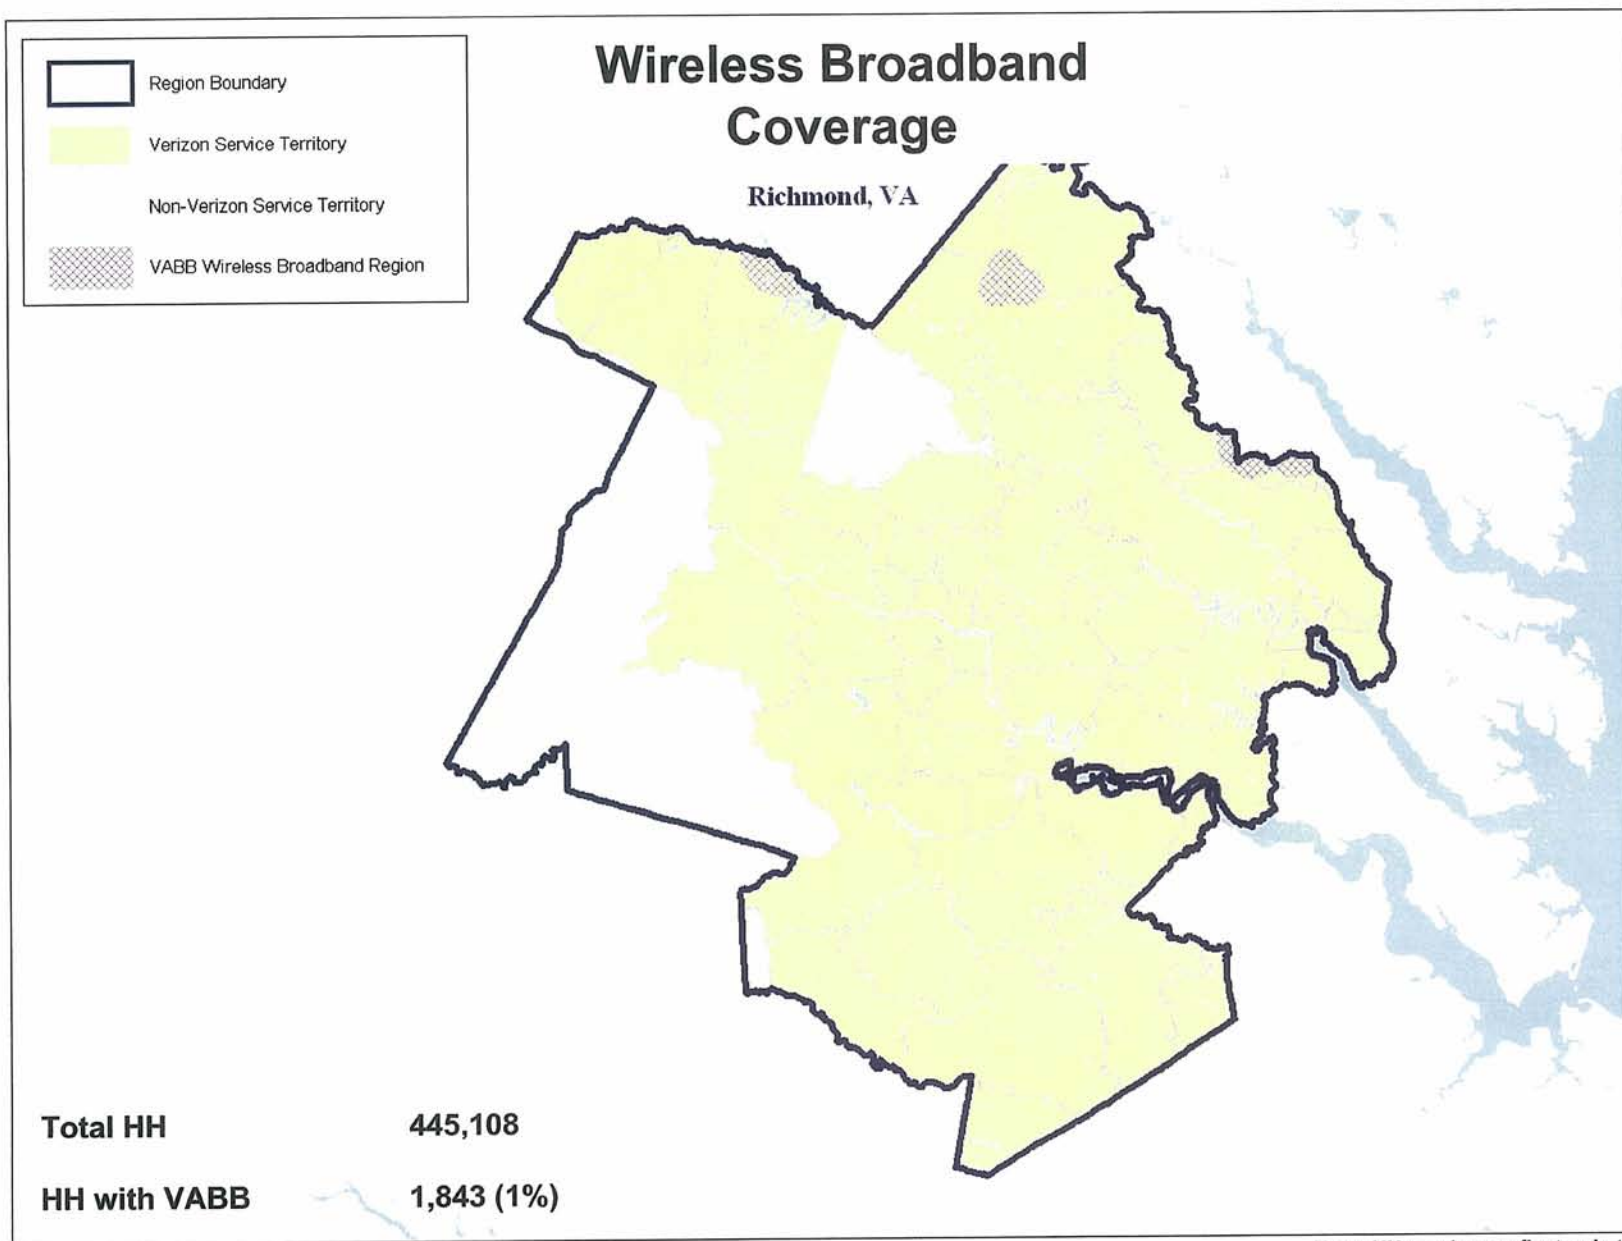 Wireless Broadband
Coverage
Richmond, VA
Region Boundary
Verizon Service Territory
Non-Verizon Service Territory
VABB Wireless Broadband Region
Total HH 445,108
HH with VABB 1,843 (1%)